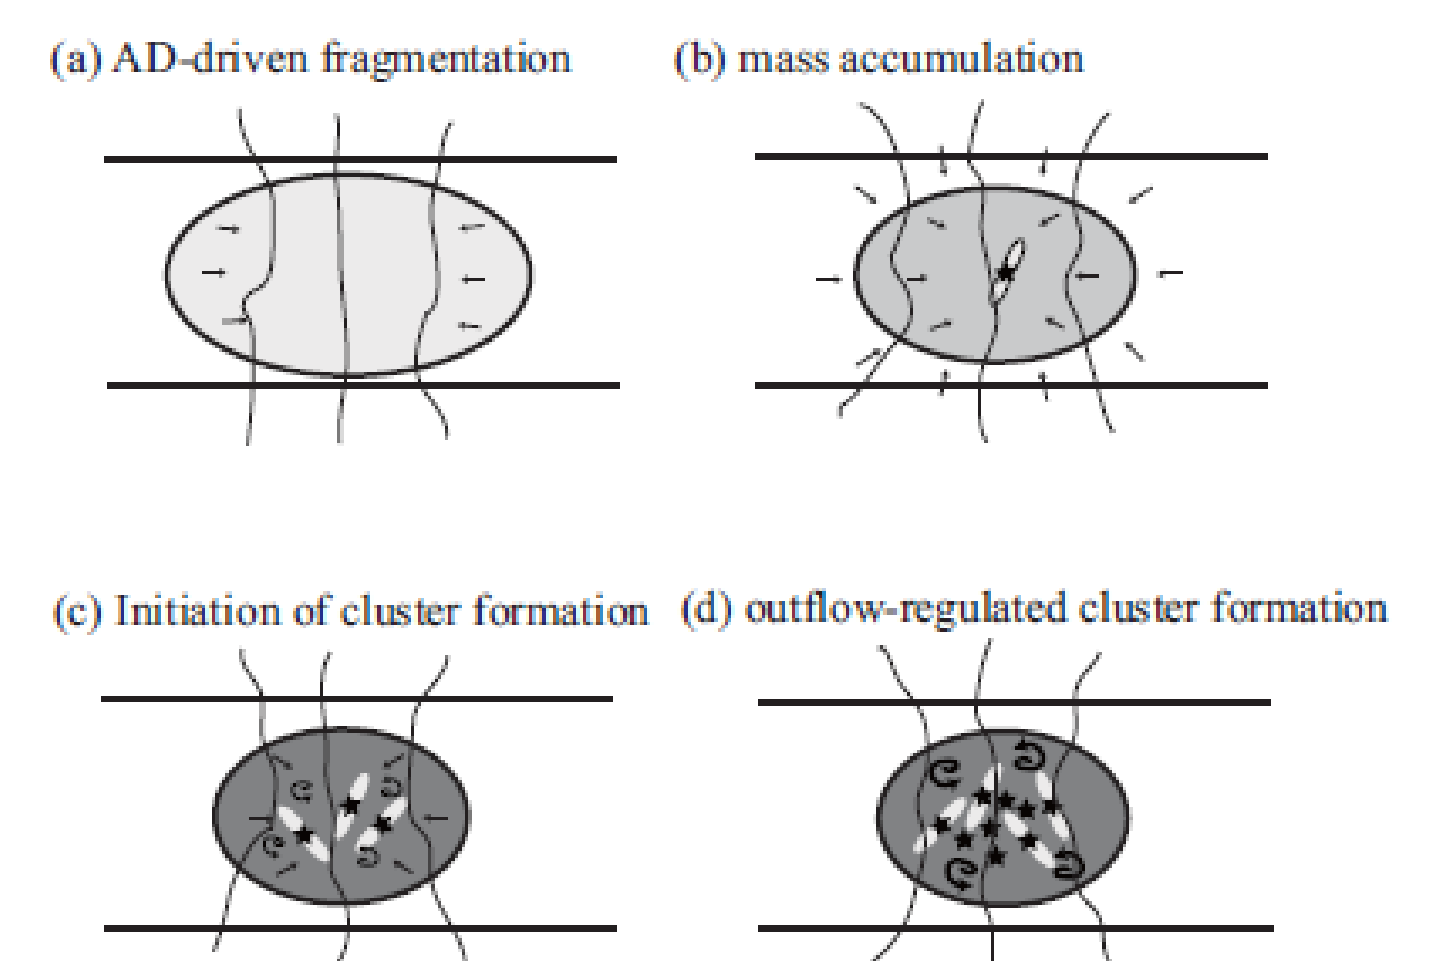 (a) AD-driven fragmentation
(b) mass accumulation
(c) Initiation of cluster formation
(d) outflow-regulated cluster formation